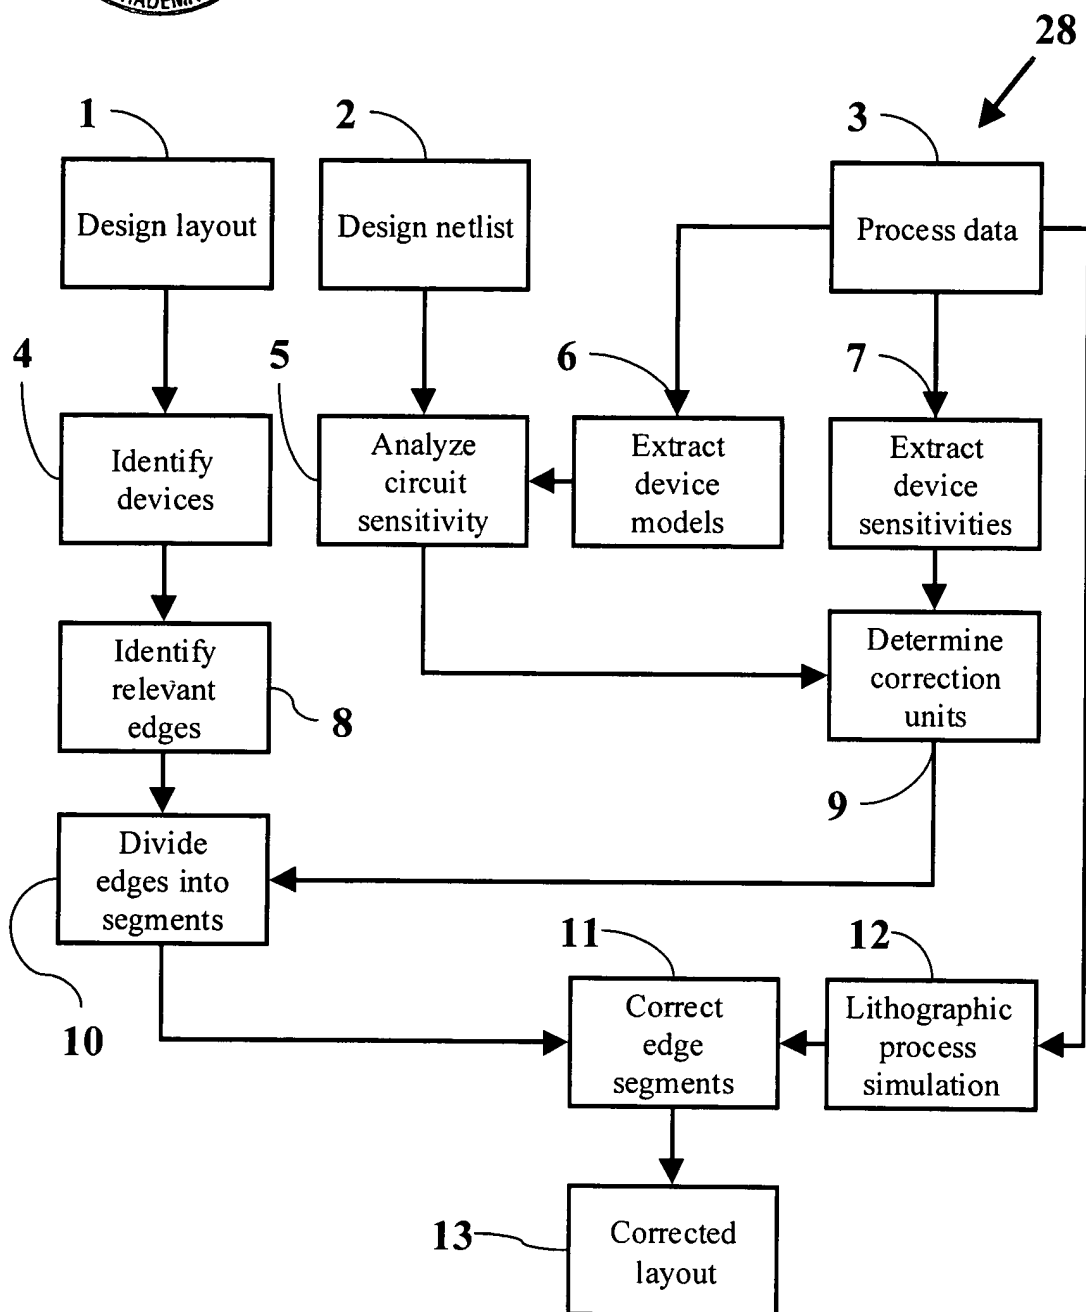 28
1
2
3
Design layout
Design netlist
Process data
4
5
6
7
Identify
devices
Analyze
circuit
sensitivity
Extract
device
models
Extract
device
sensitivities
Identify
relevant
edges
8
Determine
correction
units
9
Divide
edges into
segments
10
11
12
Correct
edge
segments
Lithographic
process
simulation
13
Corrected
layout